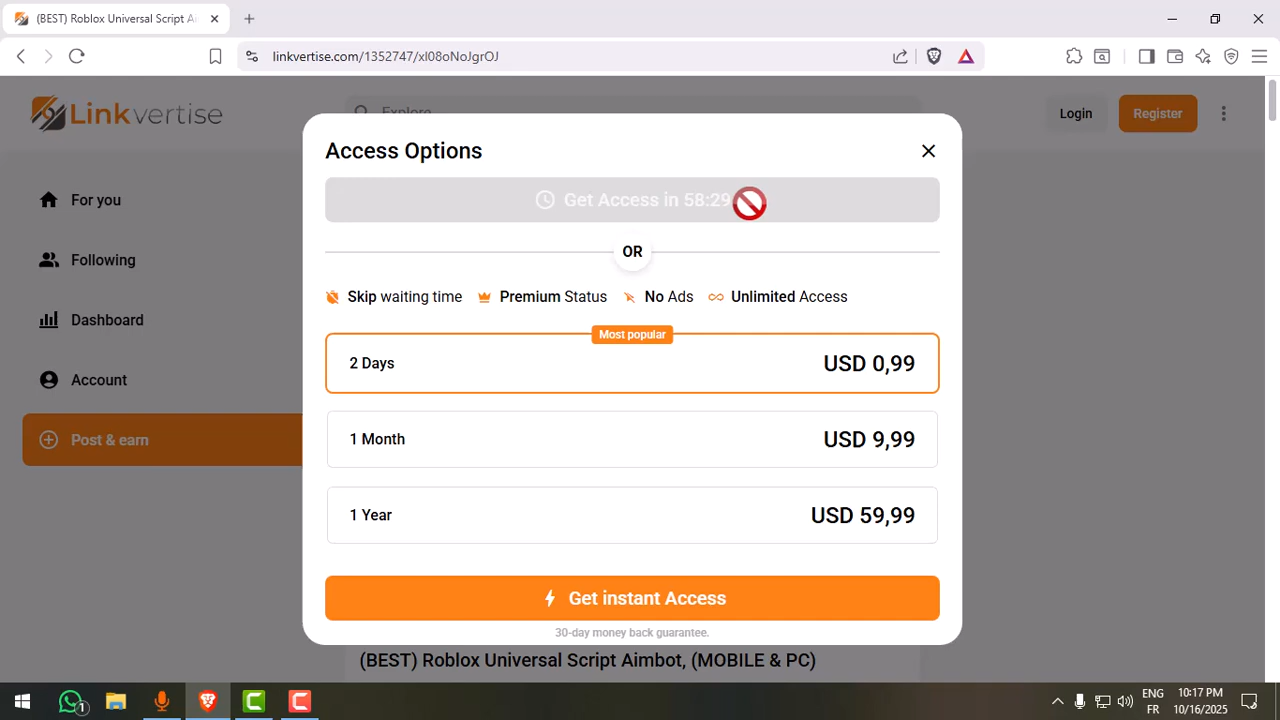 (BEST) Roblox Universal Script Ai
linkvertise.com/1352747/xl08oNoJgrOJ
Linkvertise
Explore
Login
Register
For you
Following
Dashboard
Account
Post & earn
Access Options
Get Access in 58:29
OR
Skip waiting time
Premium Status
No Ads
Unlimited Access
Most popular
2 Days USD 0,99
1 Month USD 9,99
1 Year USD 59,99
Get instant Access
30-day money back guarantee.
(BEST) Roblox Universal Script Aimbot, (MOBILE & PC)
1
ENG
FR
10:17 PM
10/16/2025